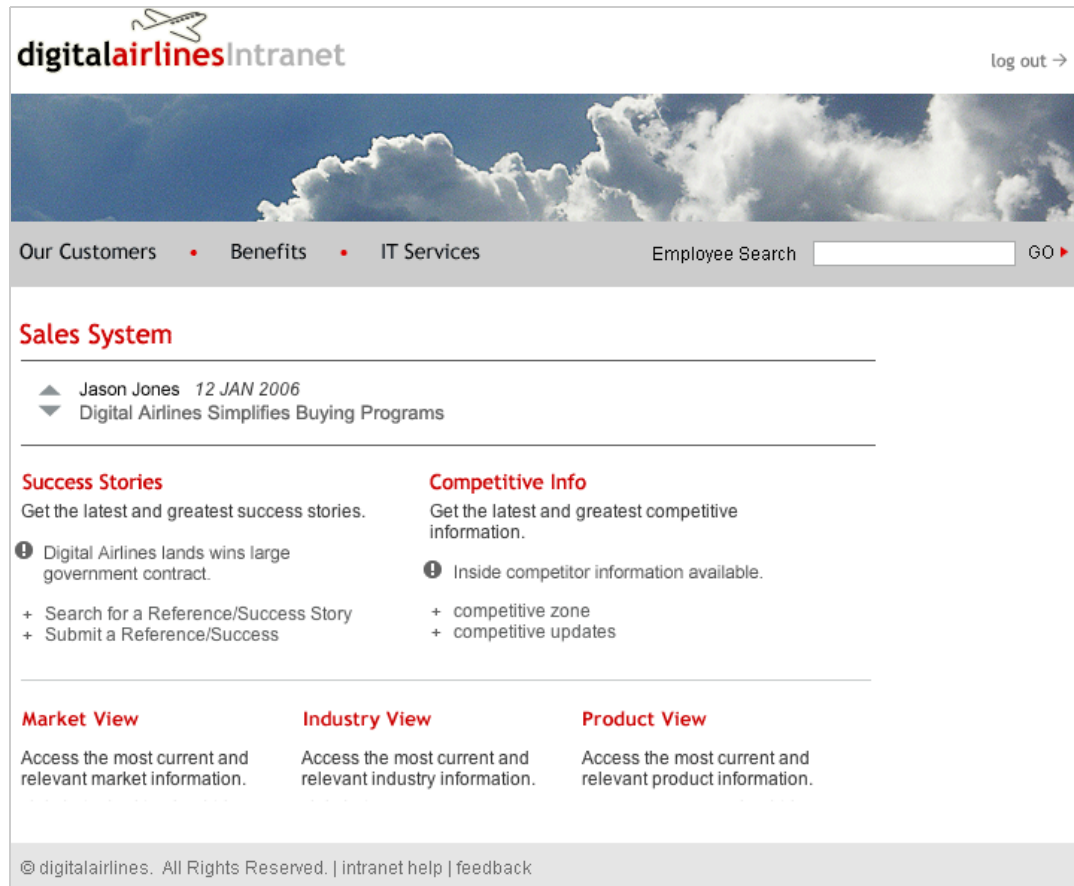 digitalairlinesIntranet
log out →
Our Customers • Benefits • IT Services
Employee Search
GO
Sales System
Jason Jones 12 JAN 2006
Digital Airlines Simplifies Buying Programs
Success Stories
Get the latest and greatest success stories.
Digital Airlines lands wins large
government contract.
+ Search for a Reference/Success Story
+ Submit a Reference/Success
Competitive Info
Get the latest and greatest competitive
information.
Inside competitor information available.
+ competitive zone
+ competitive updates
Market View
Access the most current and
relevant market information.
Industry View
Access the most current and
relevant industry information.
Product View
Access the most current and
relevant product information.
© digitalairlines. All Rights Reserved. | intranet help | feedback